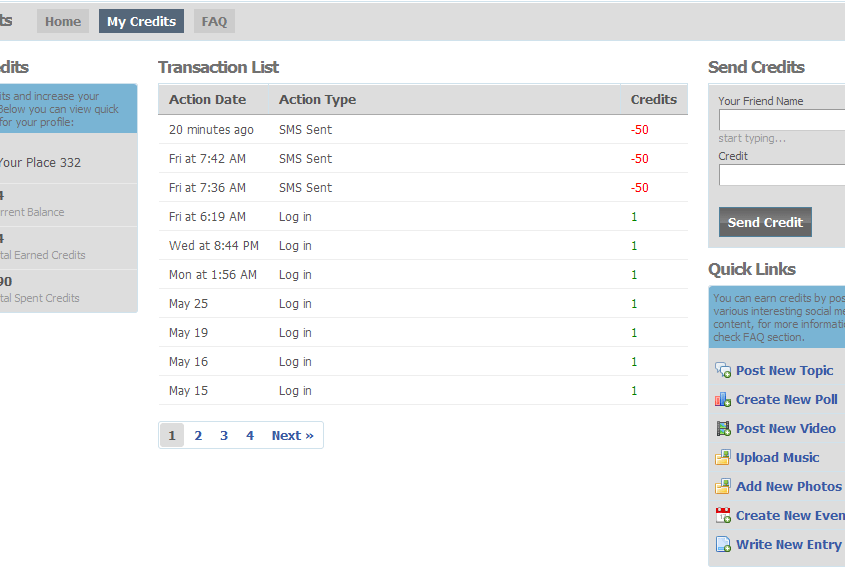 Home My Credits FAQ
Transaction List
Action Date Action Type Credits
20 minutes ago SMS Sent -50
Fri at 7:42 AM SMS Sent -50
Fri at 7:36 AM SMS Sent -50
Fri at 6:19 AM Log in 1
Wed at 8:44 PM Log in 1
Mon at 1:56 AM Log in 1
May 25 Log in 1
May 19 Log in 1
May 16 Log in 1
May 15 Log in 1
1 2 3 4 Next »
its and increase your
Below you can view quick
for your profile:
Your Place 332
4
rrent Balance
4
tal Earned Credits
90
tal Spent Credits
Send Credits
Your Friend Name
start typing...
Credit
Send Credit
Quick Links
You can earn credits by pos
various interesting social me
content, for more informati
check FAQ section.
Post New Topic
Create New Poll
Post New Video
Upload Music
Add New Photos
Create New Even
Write New Entry